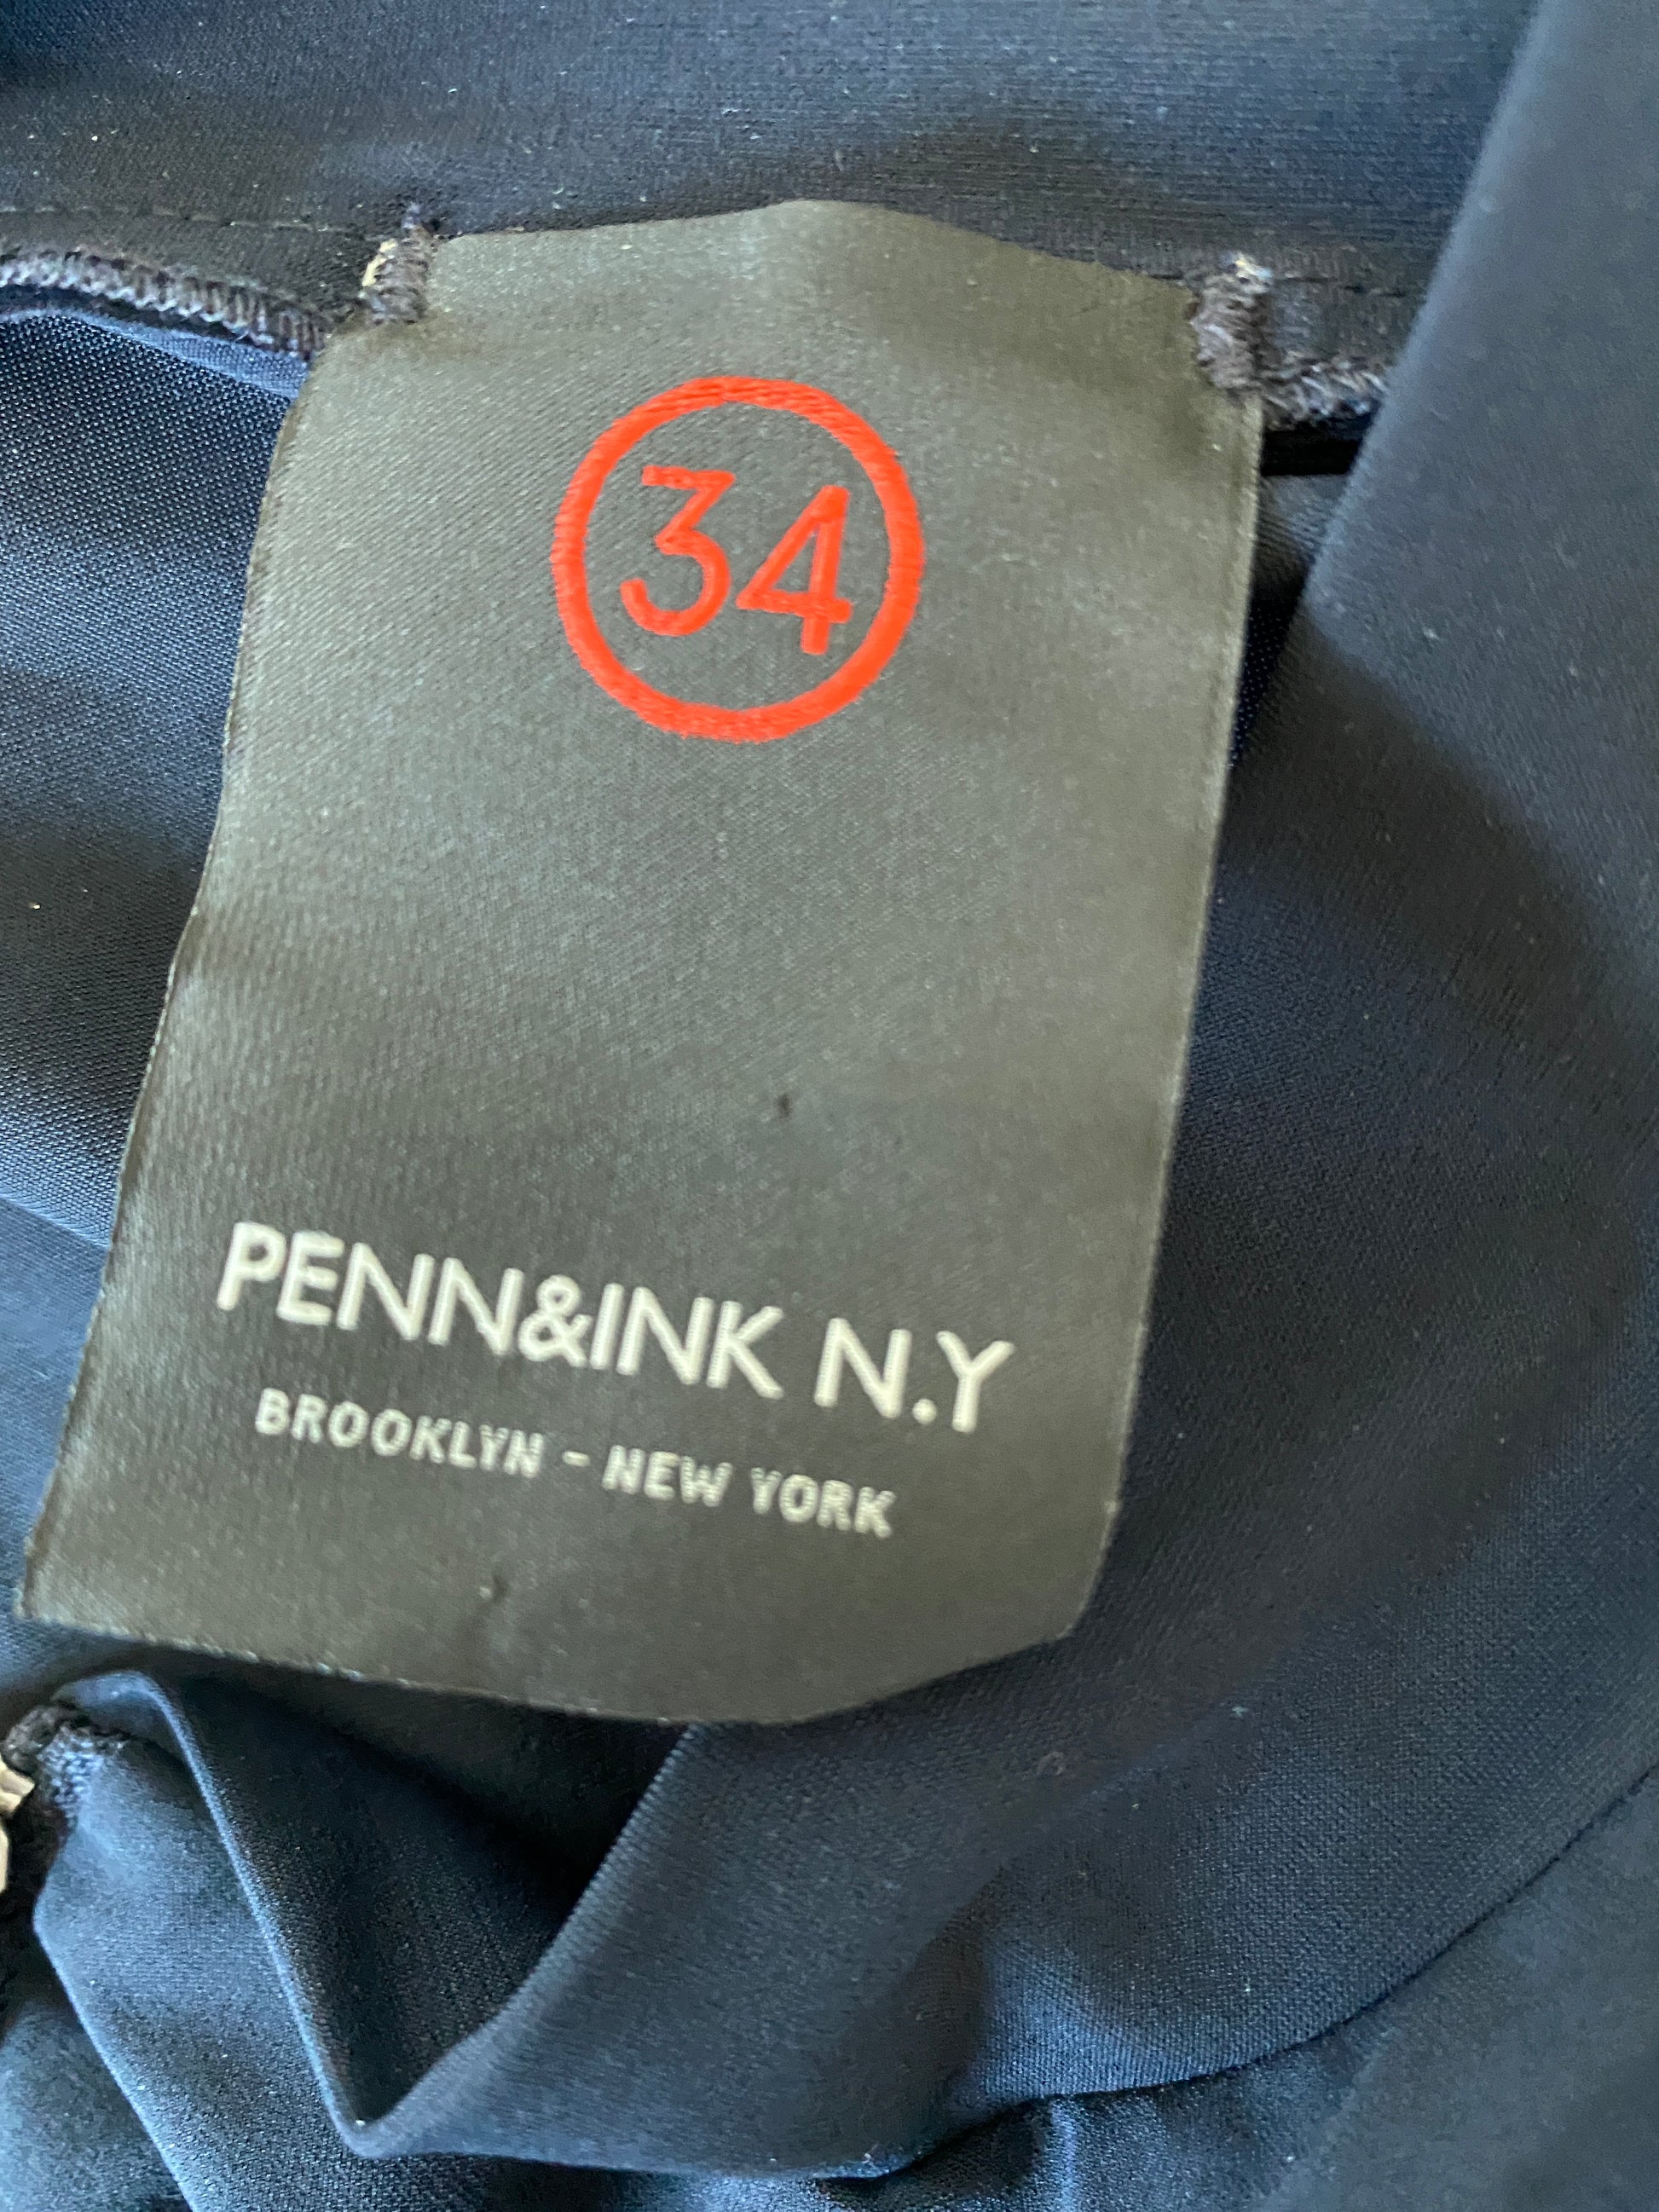 34
PENN&INK N.Y
BROOKLYN - NEW YORK